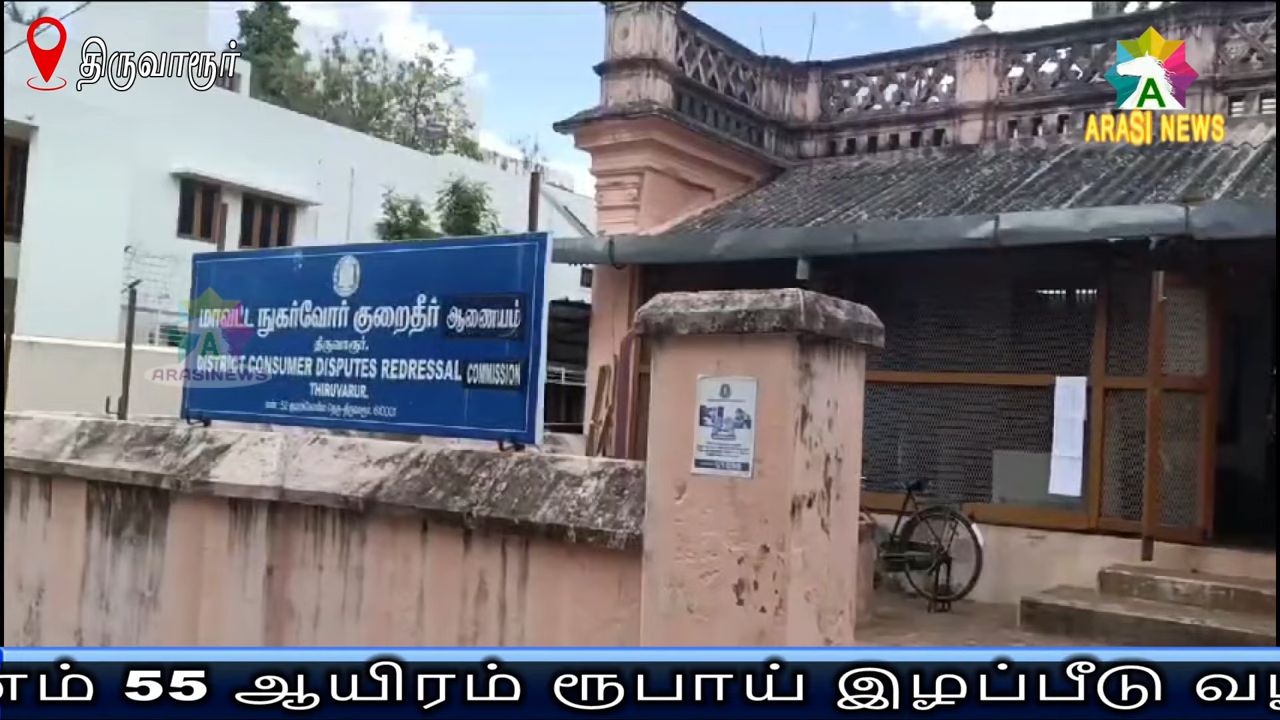 திருவாரூர்
A
ARASI NEWS
மாவட்ட நுகர்வோர் குறைதீர் ஆணையம்
திருவாரூர்.
DISTRICT CONSUMER DISPUTES REDRESSAL COMMISSION
THIRUVARUR.
A
ARASINEWS
55 ஆயிரம் ரூபாய் இழப்பீடு